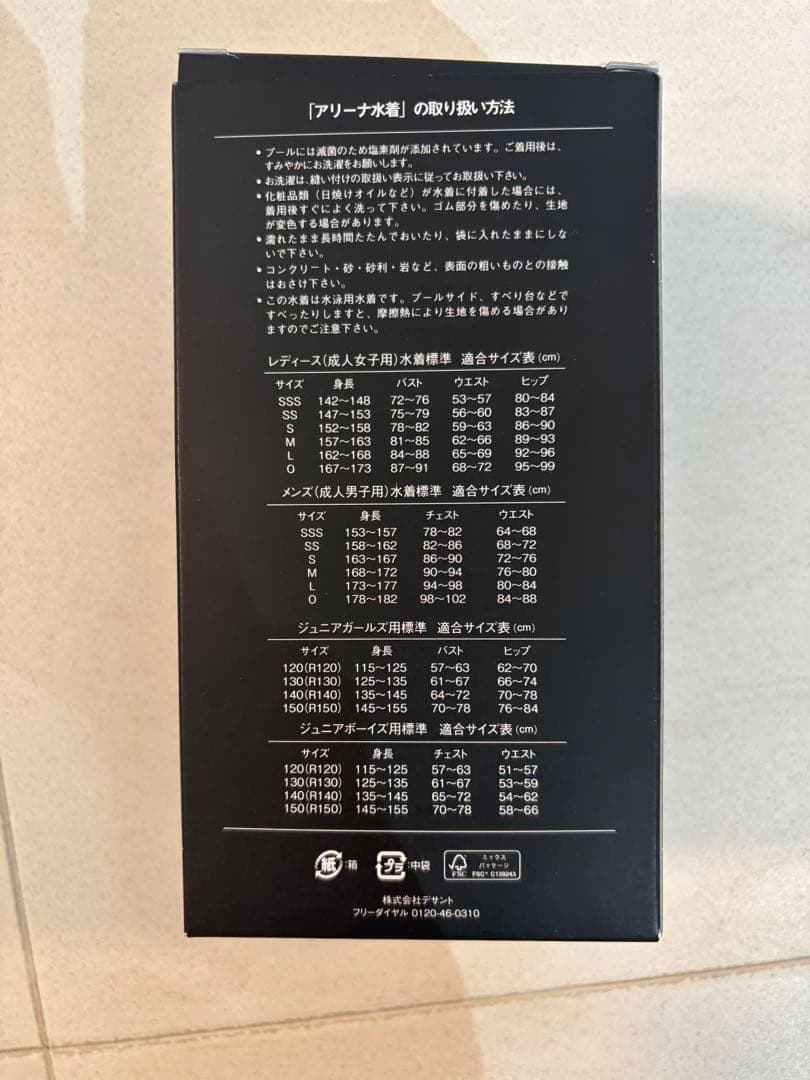 「アリーナ水着」の取り扱い方法
• プールには滅菌のため塩素剤が添加されています。ご着用後は、
すみやかにお洗濯をお願いします。
• お洗濯は、縫い付けの取扱い表示に従ってお取扱い下さい。
• 化粧品類（日焼けオイルなど）が水着に付着した場合には、
着用後すぐによく洗って下さい。ゴム部分を傷めたり、生地
が変色する場合があります。
• 濡れたまま長時間たたんでおいたり、袋に入れたままにしな
いで下さい。
• コンクリート・砂・砂利・岩など、表面の粗いものとの接触
はおさけ下さい。
• この水着は水泳用水着です。プールサイド、すべり台などで
すべったりしますと、摩擦熱により生地を傷める場合があり
ますのでご注意下さい。
レディース（成人女子用）水着標準 適合サイズ表（cm）
サイズ 身長 バスト ウエスト ヒップ
SSS 142～148 72～76 53～57 80～84
SS 147～153 75～79 56～60 83～87
S 152～158 78～82 59～63 86～90
M 157～163 81～85 62～66 89～93
L 162～168 84～88 65～69 92～96
O 167～173 87～91 68～72 95～99
メンズ（成人男子用）水着標準 適合サイズ表（cm）
サイズ 身長 チェスト ウエスト
SSS 153～157 78～82 64～68
SS 158～162 82～86 68～72
S 163～167 86～90 72～76
M 168～172 90～94 76～80
L 173～177 94～98 80～84
O 178～182 98～102 84～88
ジュニアガールズ用標準 適合サイズ表（cm）
サイズ 身長 バスト ヒップ
120(R120) 115～125 57～63 62～70
130(R130) 125～135 61～67 66～74
140(R140) 135～145 64～72 70～78
150(R150) 145～155 70～78 76～84
ジュニアボーイズ用標準 適合サイズ表（cm）
サイズ 身長 チェスト ウエスト
120(R120) 115～125 57～63 51～57
130(R130) 125～135 61～67 53～59
140(R140) 135～145 65～72 54～62
150(R150) 145～155 70～78 58～66
紙:箱 プラ:中袋 FSC ミックス
パッケージ
FSC® C139243
株式会社デサント
フリーダイヤル 0120-46-0310